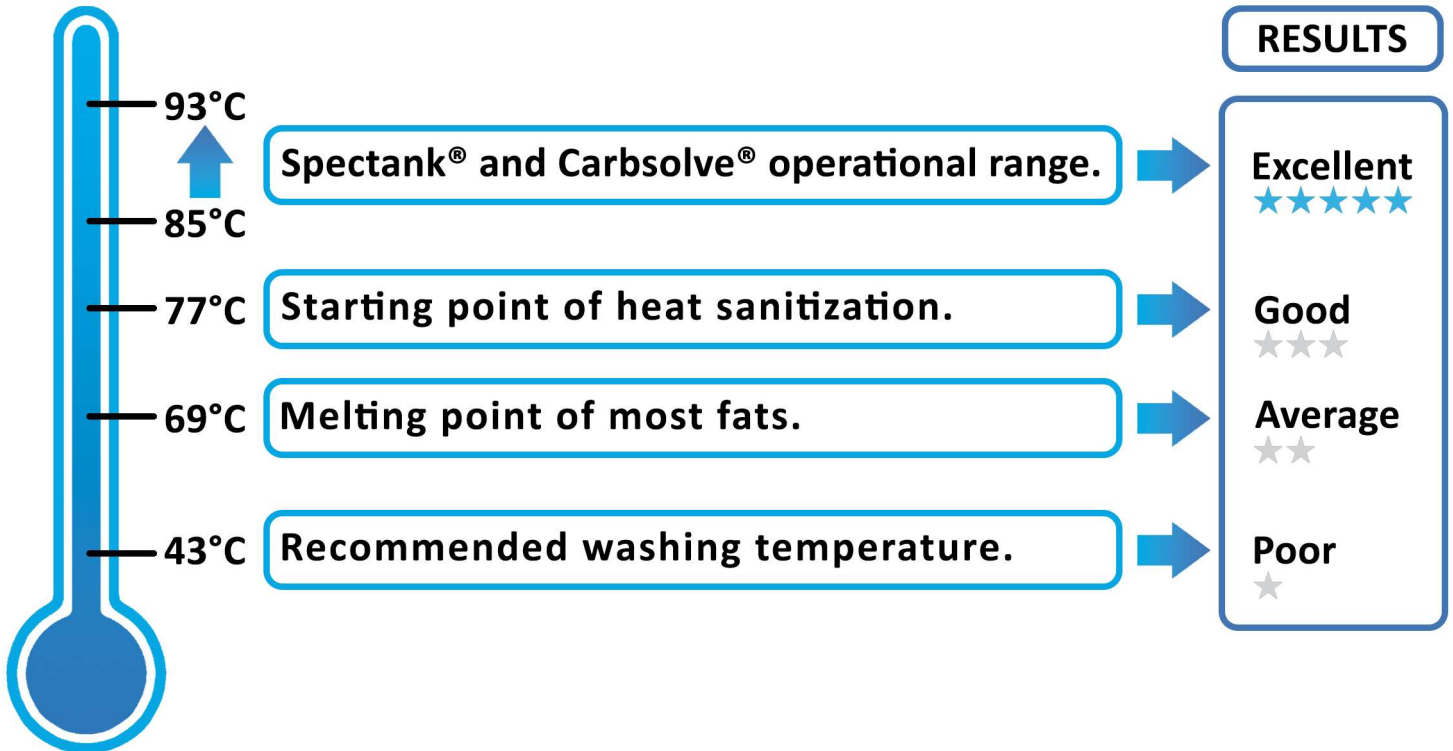 RESULTS
93°C
Spectank® and Carbsolve® operational range.
Excellent
85°C
77°C
Starting point of heat sanitization.
Good
69°C
Melting point of most fats.
Average
43°C
Recommended washing temperature.
Poor